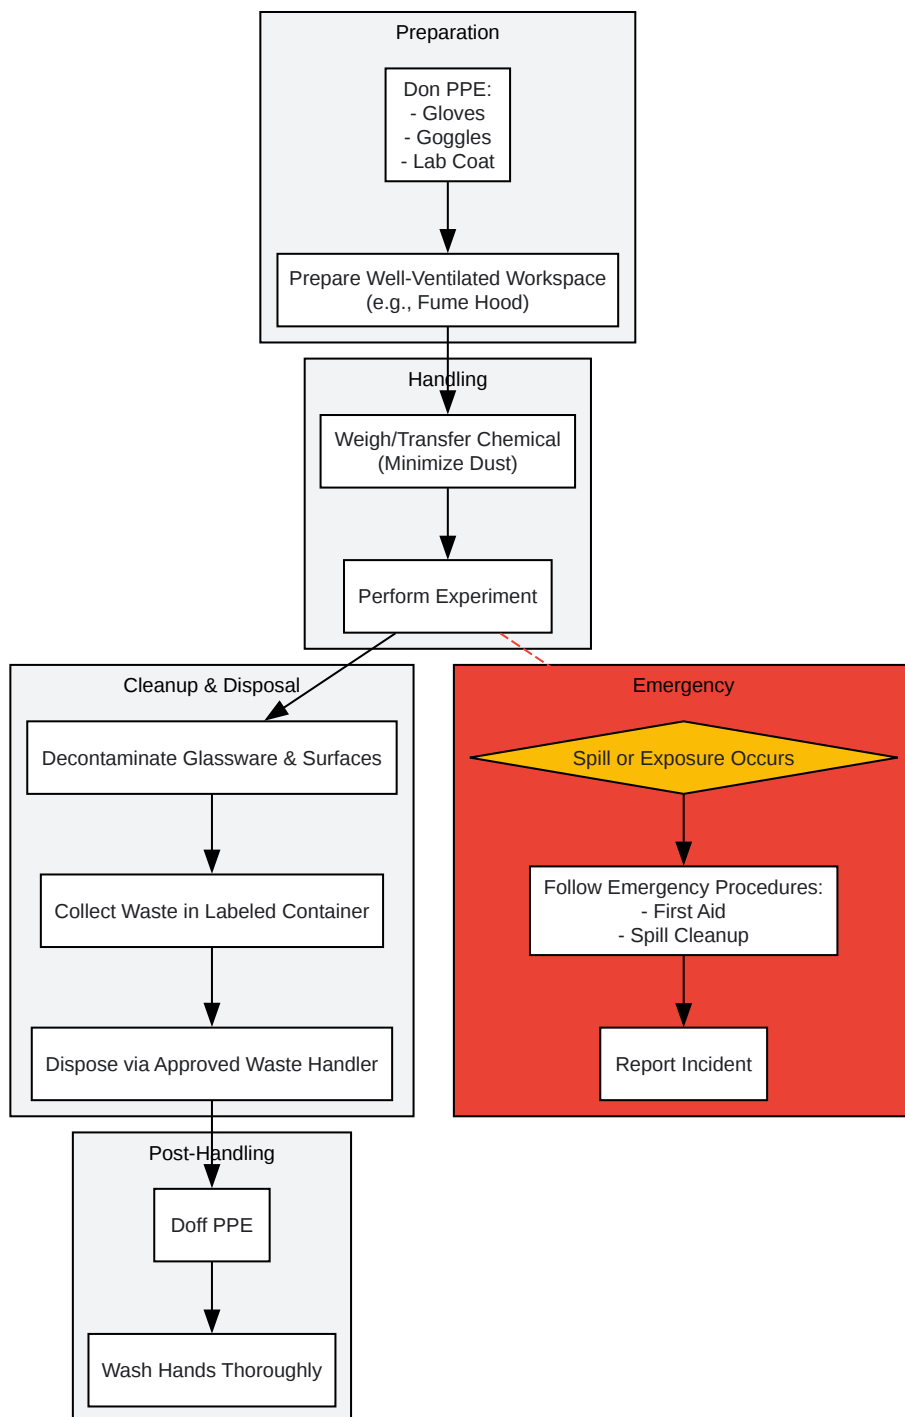 Preparation
Don PPE:
- Gloves
- Goggles
- Lab Coat
Prepare Well-Ventilated Workspace
(e.g., Fume Hood)
Handling
Weigh/Transfer Chemical
(Minimize Dust)
Perform Experiment
Cleanup & Disposal
Decontaminate Glassware & Surfaces
Collect Waste in Labeled Container
Dispose via Approved Waste Handler
Emergency
Spill or Exposure Occurs
Follow Emergency Procedures:
- First Aid
- Spill Cleanup
Report Incident
Post-Handling
Doff PPE
Wash Hands Thoroughly